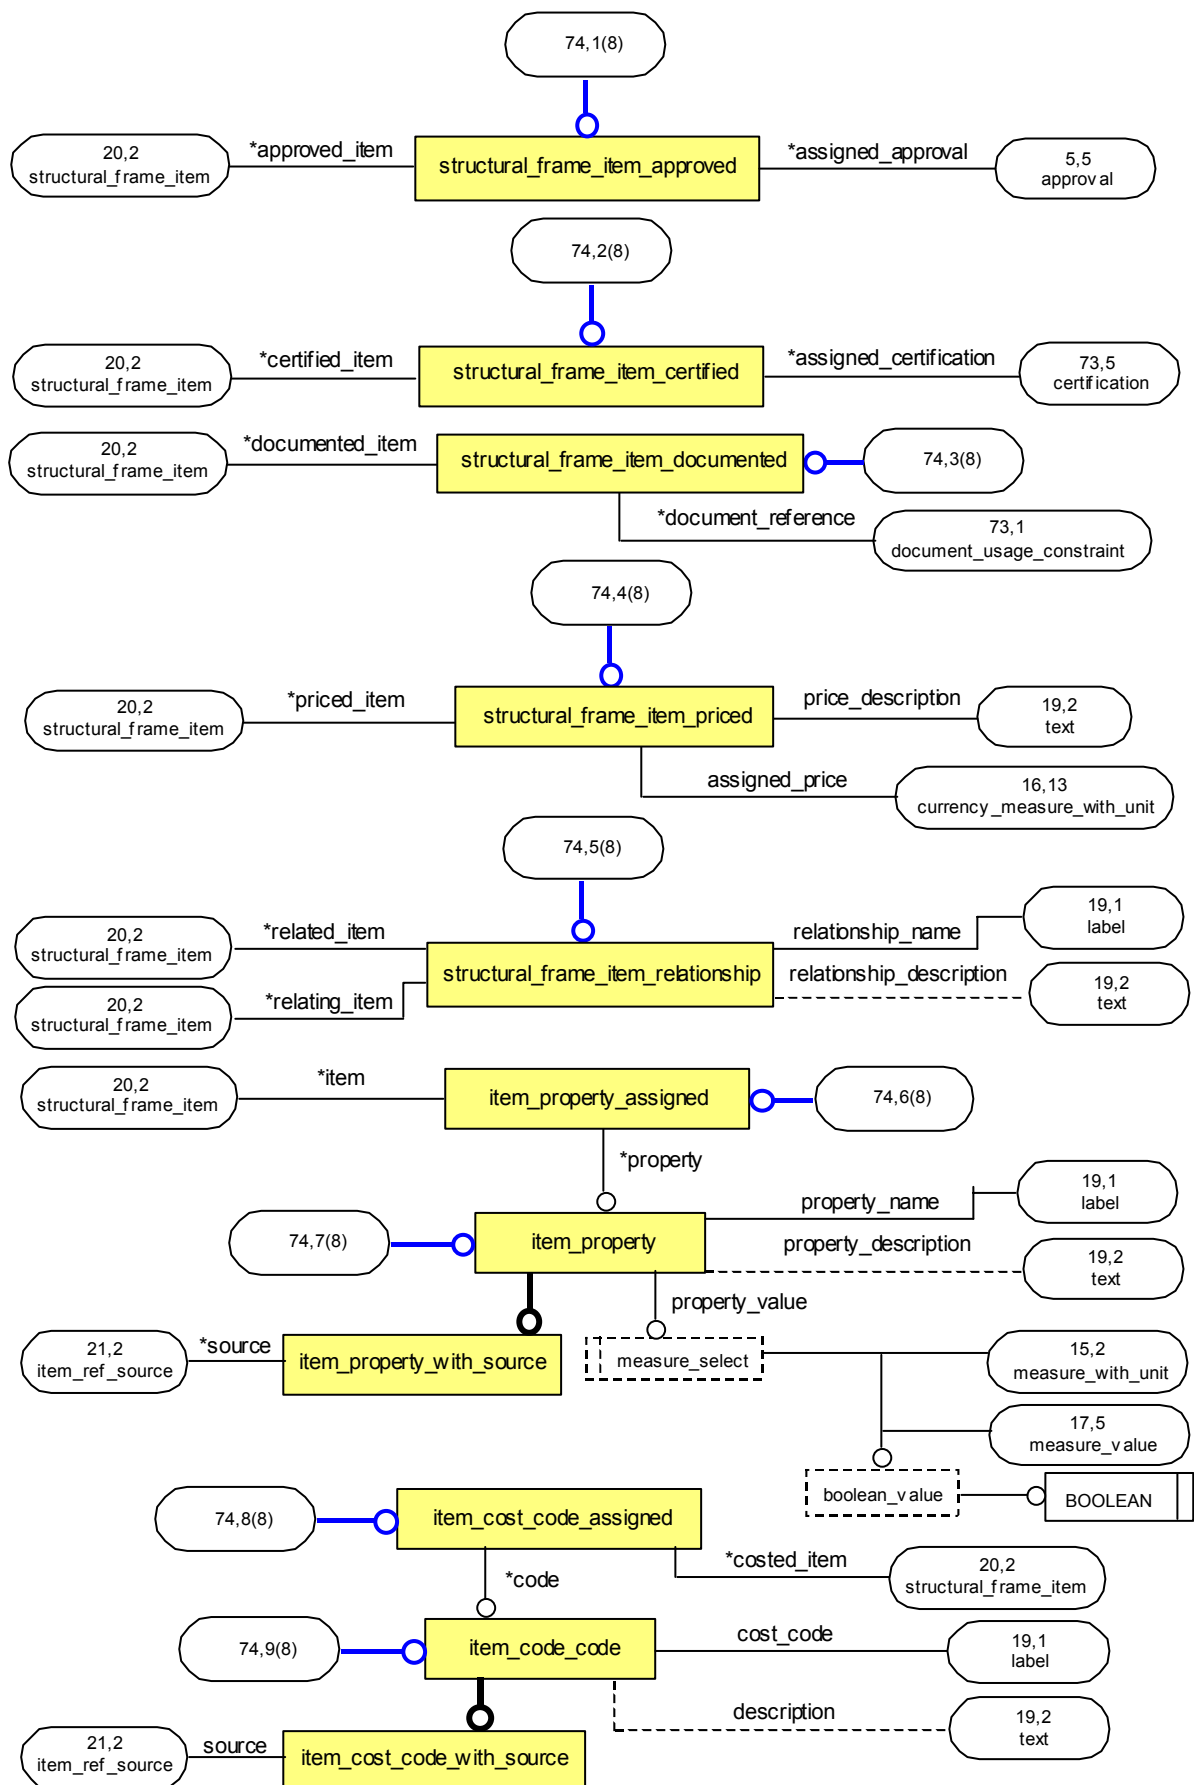 74,1(8)
20,2
structural_frame_item
*approved_item
structural_frame_item_approved
*assigned_approval
5,5
approval
74,2(8)
20,2
structural_frame_item
*certified_item
structural_frame_item_certified
*assigned_certification
73,5
certification
20,2
structural_frame_item
*documented_item
structural_frame_item_documented
74,3(8)
*document_reference
73,1
document_usage_constraint
74,4(8)
20,2
structural_frame_item
*priced_item
structural_frame_item_priced
price_description
19,2
text
assigned_price
16,13
currency_measure_with_unit
74,5(8)
20,2
structural_frame_item
*related_item
structural_frame_item_relationship
relationship_name
19,1
label
20,2
structural_frame_item
*relating_item
relationship_description
19,2
text
20,2
structural_frame_item
*item
item_property_assigned
74,6(8)
*property
74,7(8)
item_property
property_name
19,1
label
property_description
19,2
text
property_value
21,2
item_ref_source
*source
item_property_with_source
measure_select
15,2
measure_with_unit
17,5
measure_value
boolean_value
BOOLEAN
74,8(8)
item_cost_code_assigned
*code
*costed_item
20,2
structural_frame_item
74,9(8)
item_code_code
cost_code
19,1
label
description
19,2
text
21,2
item_ref_source
source
item_cost_code_with_source